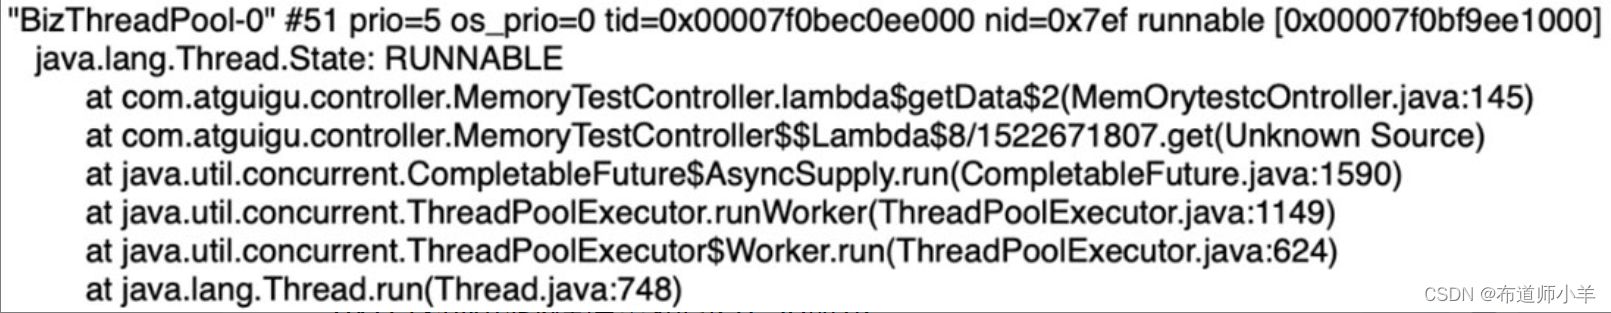 "BizThreadPool-0" #51 prio=5 os_prio=0 tid=0x00007f0bec0ee000 nid=0x7ef runnable [0x00007f0bf9ee1000]
java.lang.Thread.State: RUNNABLE
at com.atguigu.controller.MemoryTestController.lambda$getData$2(MemOrytestcOntroller.java:145)
at com.atguigu.controller.MemoryTestController$$Lambda$8/1522671807.get(Unknown Source)
at java.util.concurrent.CompletableFuture$AsyncSupply.run(CompletableFuture.java:1590)
at java.util.concurrent.ThreadPoolExecutor.runWorker(ThreadPoolExecutor.java:1149)
at java.util.concurrent.ThreadPoolExecutor$Worker.run(ThreadPoolExecutor.java:624)
at java.lang.Thread.run(Thread.java:748)
CSDN @布道师小羊